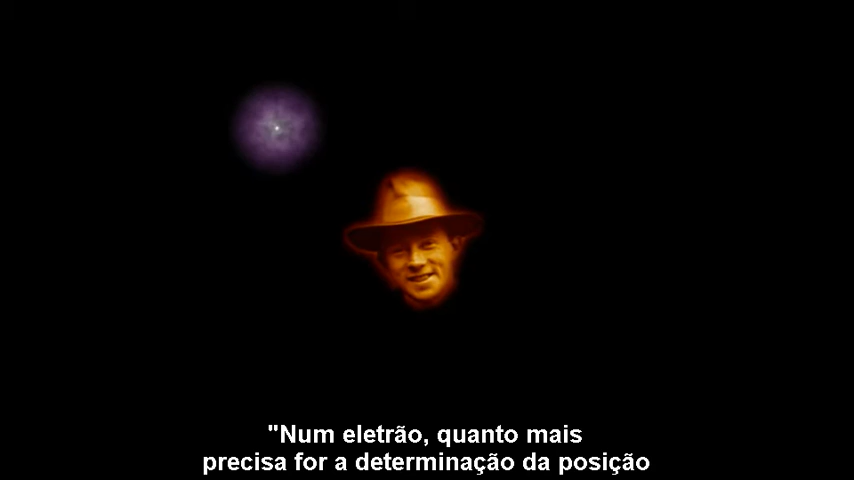 "Num eletrão, quanto mais
precisa for a determinação da posição